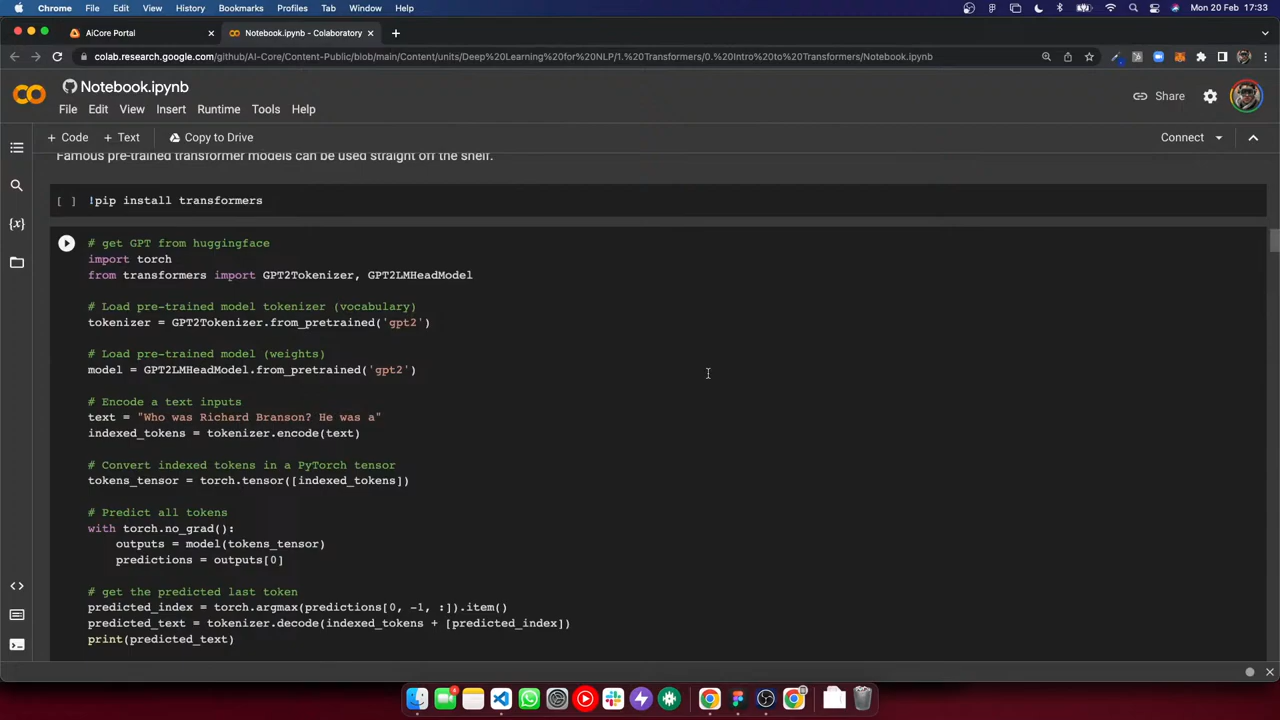 Chrome File Edit View History Bookmarks Profiles Tab Window Help Mon 20 Feb 17:33
AiCore Portal Notebook.ipynb - Colaboratory
colab.research.google.com/github/AI-Core/Content-Public/blob/main/Content/units/Deep%20Learning%20for%20NLP/1.%20Transformers/0.%20Intro%20to%20Transformers/Notebook.ipynb
Notebook.ipynb
File Edit View Insert Runtime Tools Help
Share
+ Code + Text Copy to Drive
Connect
Famous pre-trained transformer models can be used straight off the shelf.
[ ] !pip install transformers
# get GPT from huggingface
import torch
from transformers import GPT2Tokenizer, GPT2LMHeadModel
# Load pre-trained model tokenizer (vocabulary)
tokenizer = GPT2Tokenizer.from_pretrained('gpt2')
# Load pre-trained model (weights)
model = GPT2LMHeadModel.from_pretrained('gpt2')
# Encode a text inputs
text = "Who was Richard Branson? He was a"
indexed_tokens = tokenizer.encode(text)
# Convert indexed tokens in a PyTorch tensor
tokens_tensor = torch.tensor([indexed_tokens])
# Predict all tokens
with torch.no_grad():
outputs = model(tokens_tensor)
predictions = outputs[0]
# get the predicted last token
predicted_index = torch.argmax(predictions[0, -1, :]).item()
predicted_text = tokenizer.decode(indexed_tokens + [predicted_index])
print(predicted_text)